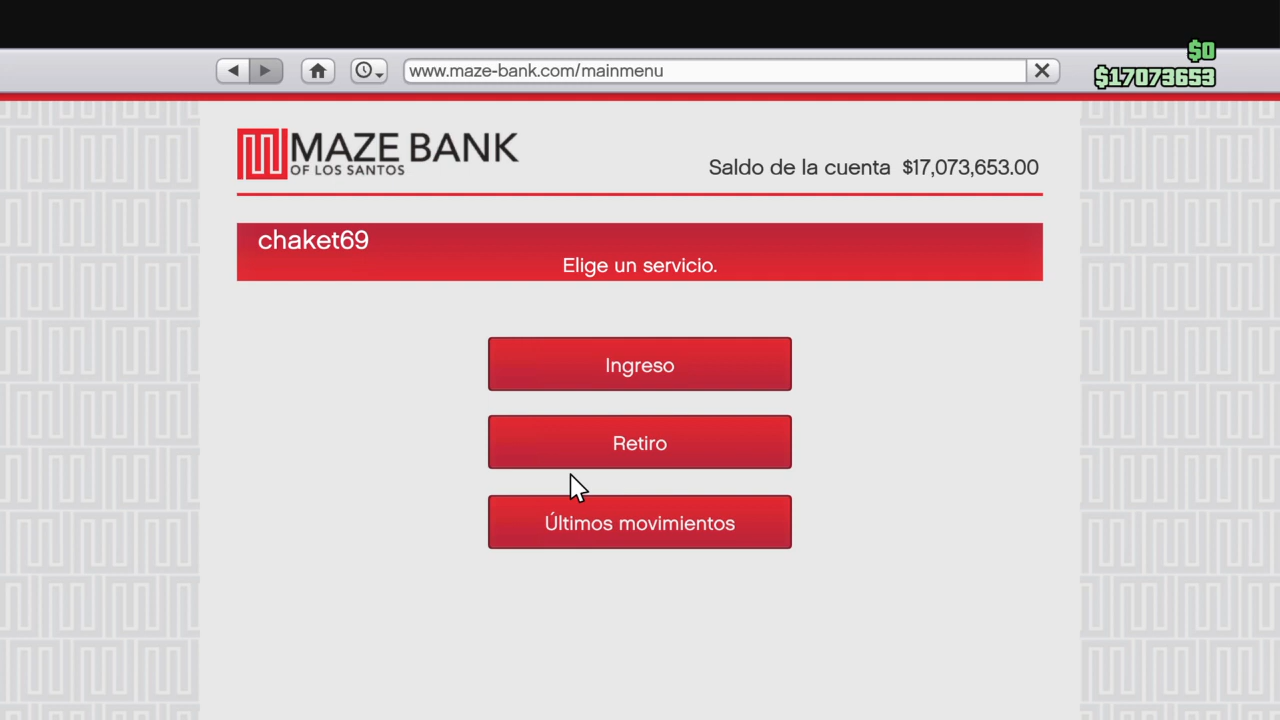 www.maze-bank.com/mainmenu
$0
$17073653
MAZE BANK
OF LOS SANTOS
Saldo de la cuenta $17,073,653.00
chaket69
Elige un servicio.
Ingreso
Retiro
Últimos movimientos